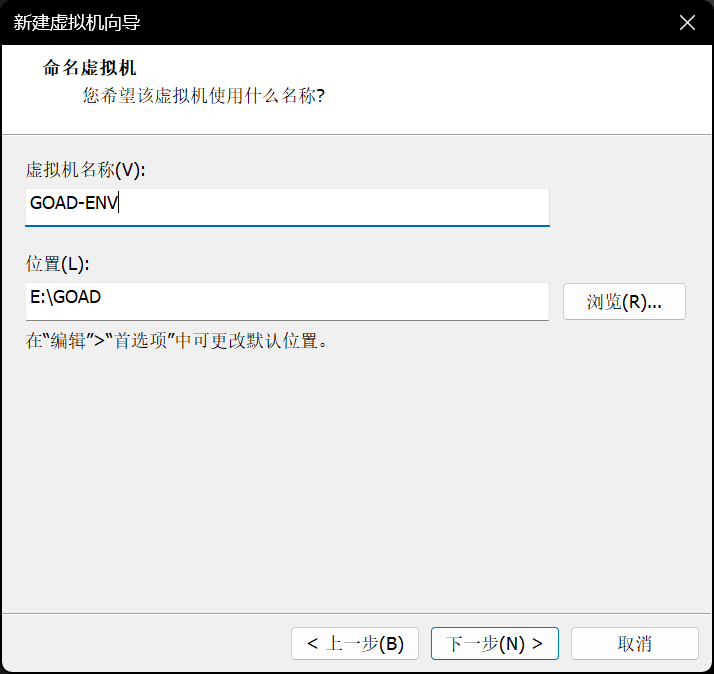 新建虚拟机向导
命名虚拟机
您希望该虚拟机使用什么名称?
虚拟机名称(V):
GOAD-ENV
位置(L):
E:\GOAD
浏览(R)...
在“编辑”>“首选项”中可更改默认位置。
< 上一步(B)
下一步(N) >
取消